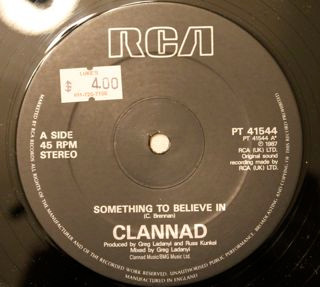 RCA
LUKE'S
4.00
A SIDE
45 RPM
STEREO
PT 41544
PT 41544 A*
Ⓟ 1987
RCA (UK) LTD.
Original sound
recording made by
RCA (UK) LTD.
SOMETHING TO BELIEVE IN
(C. Brennan)
CLANNAD
Produced by Greg Ladanyi and Russ Kunkel
Mixed by Greg Ladanyi
Clannad Music/BMG Music Ltd.
MARKETED BY RCA RECORDS. ALL RIGHTS OF THE MANUFACTURER AND OF THE OWNER OF THE RECORDED WORK RESERVED. UNAUTHORISED PUBLIC PERFORMANCE, BROADCASTING AND COPYING OF THIS RECORD PROHIBITED